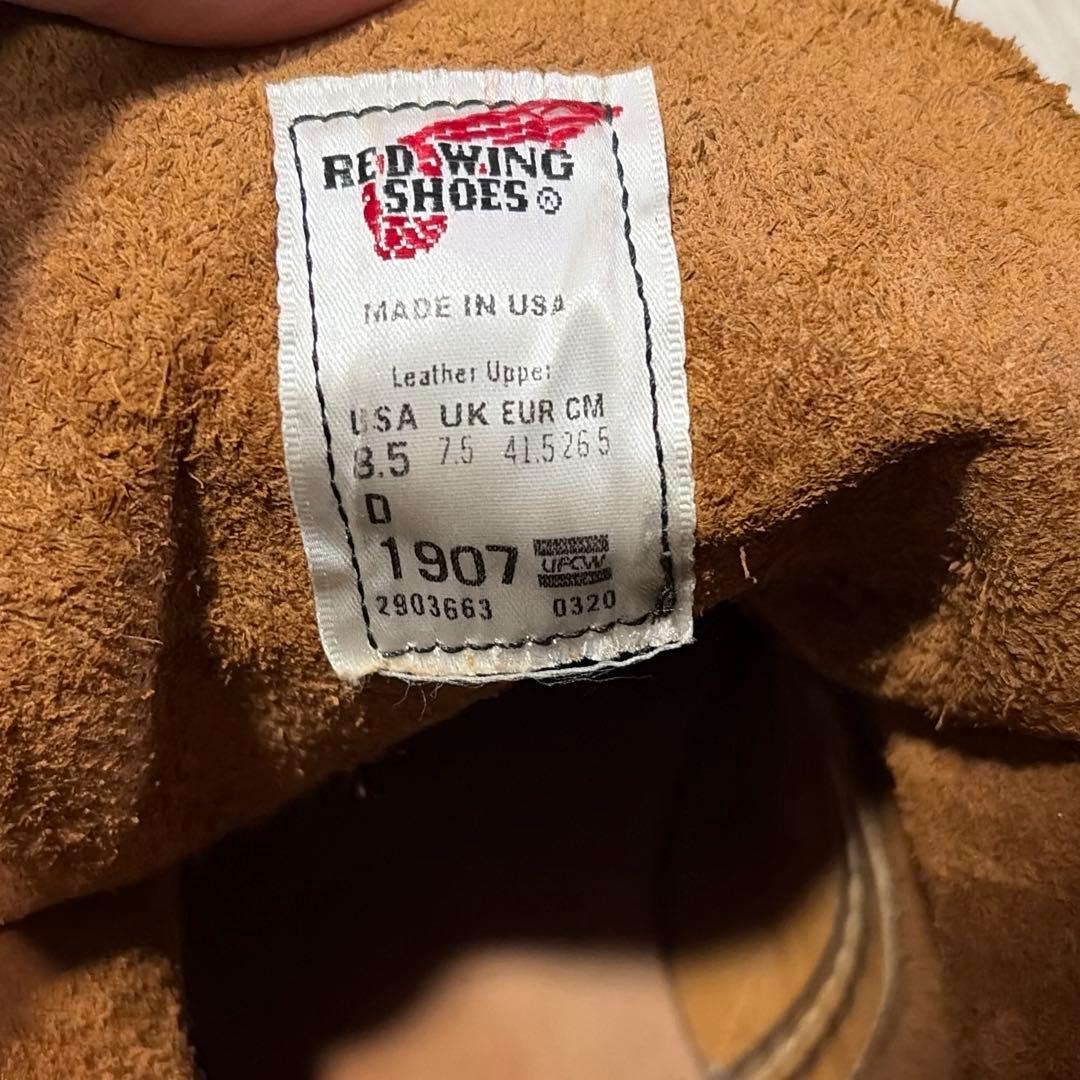 RED WING
SHOES®
MADE IN USA
Leather Upper
USA UK EUR CM
8.5 7.5 41.5 26.5
D
1907 UFCW
2903663 0320